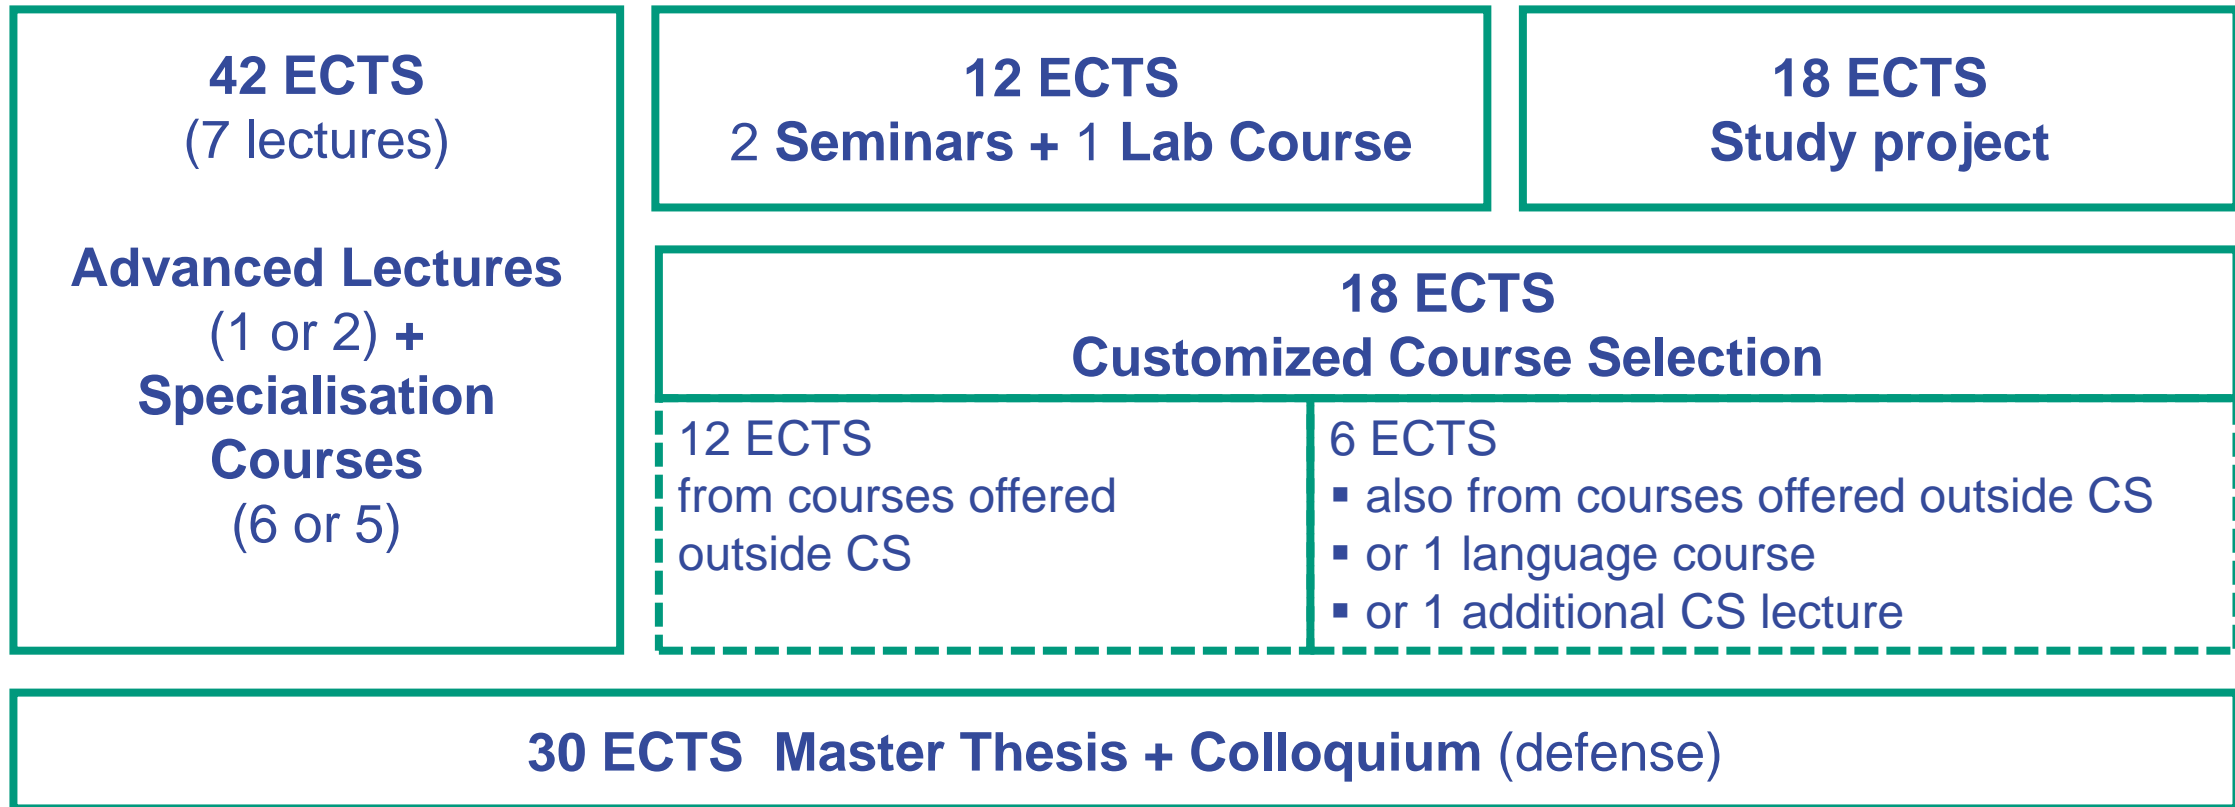 42 ECTS
(7 lectures)
Advanced Lectures
(1 or 2) +
Specialisation
Courses
(6 or 5)
12 ECTS
2 Seminars + 1 Lab Course
18 ECTS
Study project
18 ECTS
Customized Course Selection
12 ECTS
from courses offered
outside CS
6 ECTS
▪ also from courses offered outside CS
▪ or 1 language course
▪ or 1 additional CS lecture
30 ECTS  Master Thesis + Colloquium (defense)